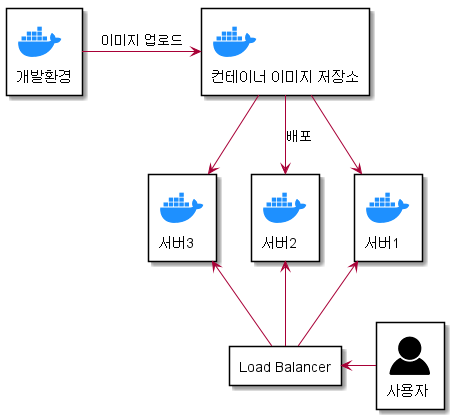 이미지 업로드
개발환경
컨테이너 이미지 저장소
배포
서버3
서버2
서버1
Load Balancer
사용자